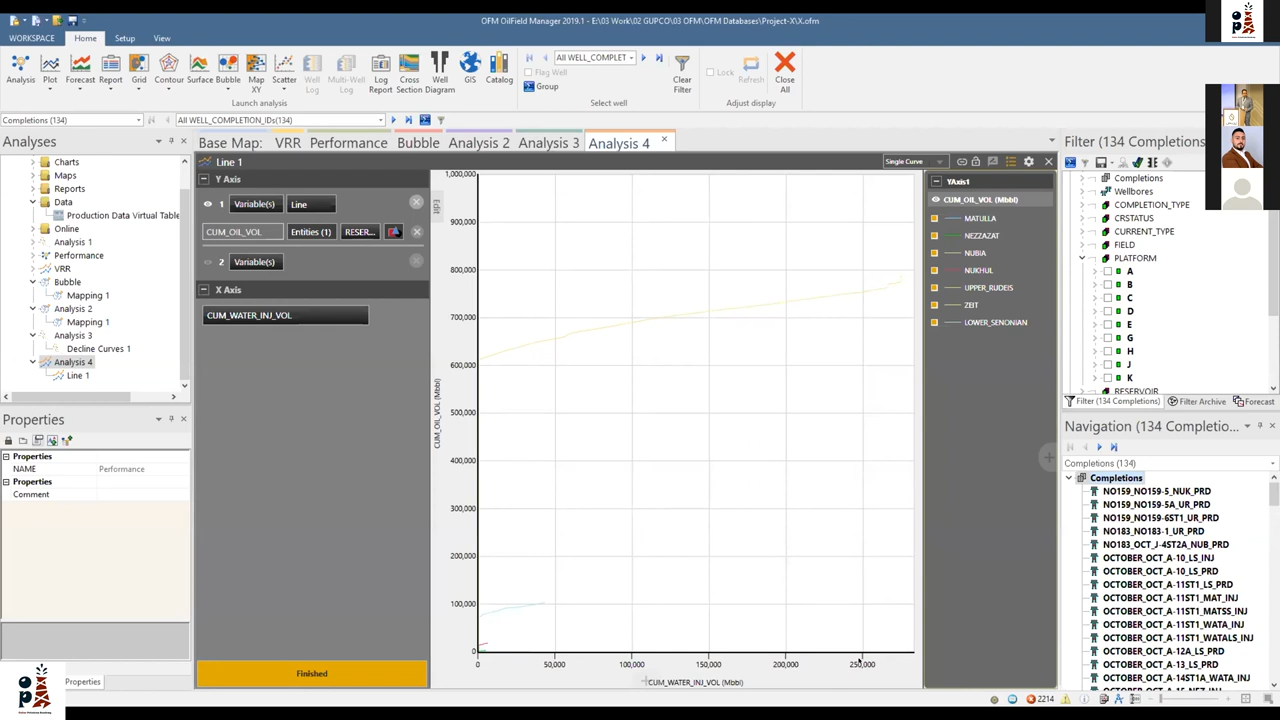 OFM OilField Manager 2019.1 - E:\03 Work\02 GUPCO\03 OFM\OFM Databases\Project-X\X.ofm
WORKSPACE Home Setup View
Analysis Plot Forecast Report Grid Contour Surface Bubble Map XY Scatter Well Log Multi-Well Log Log Report Cross Section Well Diagram GIS Catalog
Launch analysis
ALL WELL_COMPLET
Flag Well
Group
Select well
Clear Filter
Lock Refresh
Close All
Adjust display
Completions (134)
All WELL_COMPLETION_IDs(134)
Analyses
Charts
Maps
Reports
Data
Production Data Virtual Table
Online
Analysis 1
Performance
VRR
Bubble
Mapping 1
Analysis 2
Mapping 1
Analysis 3
Decline Curves 1
Analysis 4
Line 1
Properties
Properties
NAME Performance
Properties
Comment
Properties
Base Map: VRR Performance Bubble Analysis 2 Analysis 3 Analysis 4
Line 1
Single Curve
Y Axis
1 Variable(s) Line
CUM_OIL_VOL Entities (1) RESER...
2 Variable(s)
X Axis
CUM_WATER_INJ_VOL
Finished
Edit
1,000,000
900,000
800,000
700,000
600,000
500,000
400,000
300,000
200,000
100,000
0
CUM_OIL_VOL (Mbbl)
0 50,000 100,000 150,000 200,000 250,000
CUM_WATER_INJ_VOL (Mbbl)
YAxis1
CUM_OIL_VOL (Mbbl)
MATULLA
NEZZAZAT
NUBIA
NUKHUL
UPPER_RUDEIS
ZEIT
LOWER_SENONIAN
Filter (134 Completions)
Completions
Wellbores
COMPLETION_TYPE
CRSTATUS
CURRENT_TYPE
FIELD
PLATFORM
A
B
C
D
E
G
H
J
K
RESERVOIR
Filter (134 Completions) Filter Archive Forecast
Navigation (134 Completio...
Completions (134)
Completions
NO159_NO159-5_NUK_PRD
NO159_NO159-5A_UR_PRD
NO159_NO159-6ST1_UR_PRD
NO183_NO183-1_UR_PRD
NO183_OCT_J-4ST2A_NUB_PRD
OCTOBER_OCT_A-10_LS_INJ
OCTOBER_OCT_A-10_LS_PRD
OCTOBER_OCT_A-11ST1_LS_PRD
OCTOBER_OCT_A-11ST1_MAT_INJ
OCTOBER_OCT_A-11ST1_MATSS_INJ
OCTOBER_OCT_A-11ST1_WATA_INJ
OCTOBER_OCT_A-11ST1_WATALS_INJ
OCTOBER_OCT_A-12A_LS_PRD
OCTOBER_OCT_A-13_LS_PRD
OCTOBER_OCT_A-14ST1A_WATA_INJ
2214